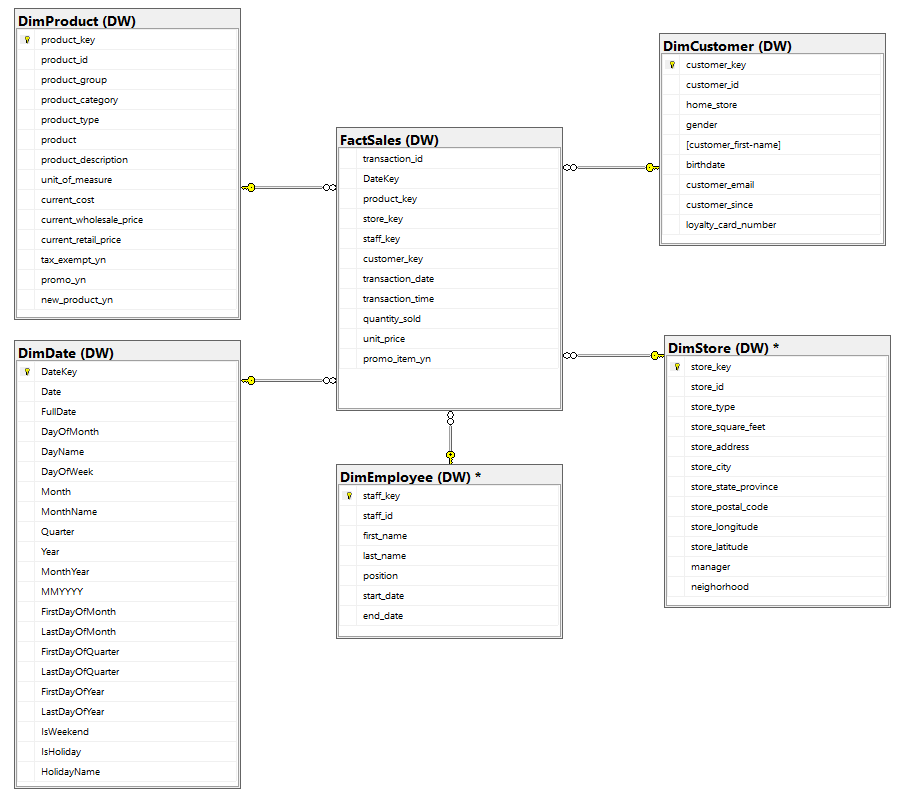 DimProduct (DW)
product_key
product_id
product_group
product_category
product_type
product
product_description
unit_of_measure
current_cost
current_wholesale_price
current_retail_price
tax_exempt_yn
promo_yn
new_product_yn
DimDate (DW)
DateKey
Date
FullDate
DayOfMonth
DayName
DayOfWeek
Month
MonthName
Quarter
Year
MonthYear
MMYYYY
FirstDayOfMonth
LastDayOfMonth
FirstDayOfQuarter
LastDayOfQuarter
FirstDayOfYear
LastDayOfYear
IsWeekend
IsHoliday
HolidayName
FactSales (DW)
transaction_id
DateKey
product_key
store_key
staff_key
customer_key
transaction_date
transaction_time
quantity_sold
unit_price
promo_item_yn
DimEmployee (DW) *
staff_key
staff_id
first_name
last_name
position
start_date
end_date
DimCustomer (DW)
customer_key
customer_id
home_store
gender
[customer_first-name]
birthdate
customer_email
customer_since
loyalty_card_number
DimStore (DW) *
store_key
store_id
store_type
store_square_feet
store_address
store_city
store_state_province
store_postal_code
store_longitude
store_latitude
manager
neighorhood